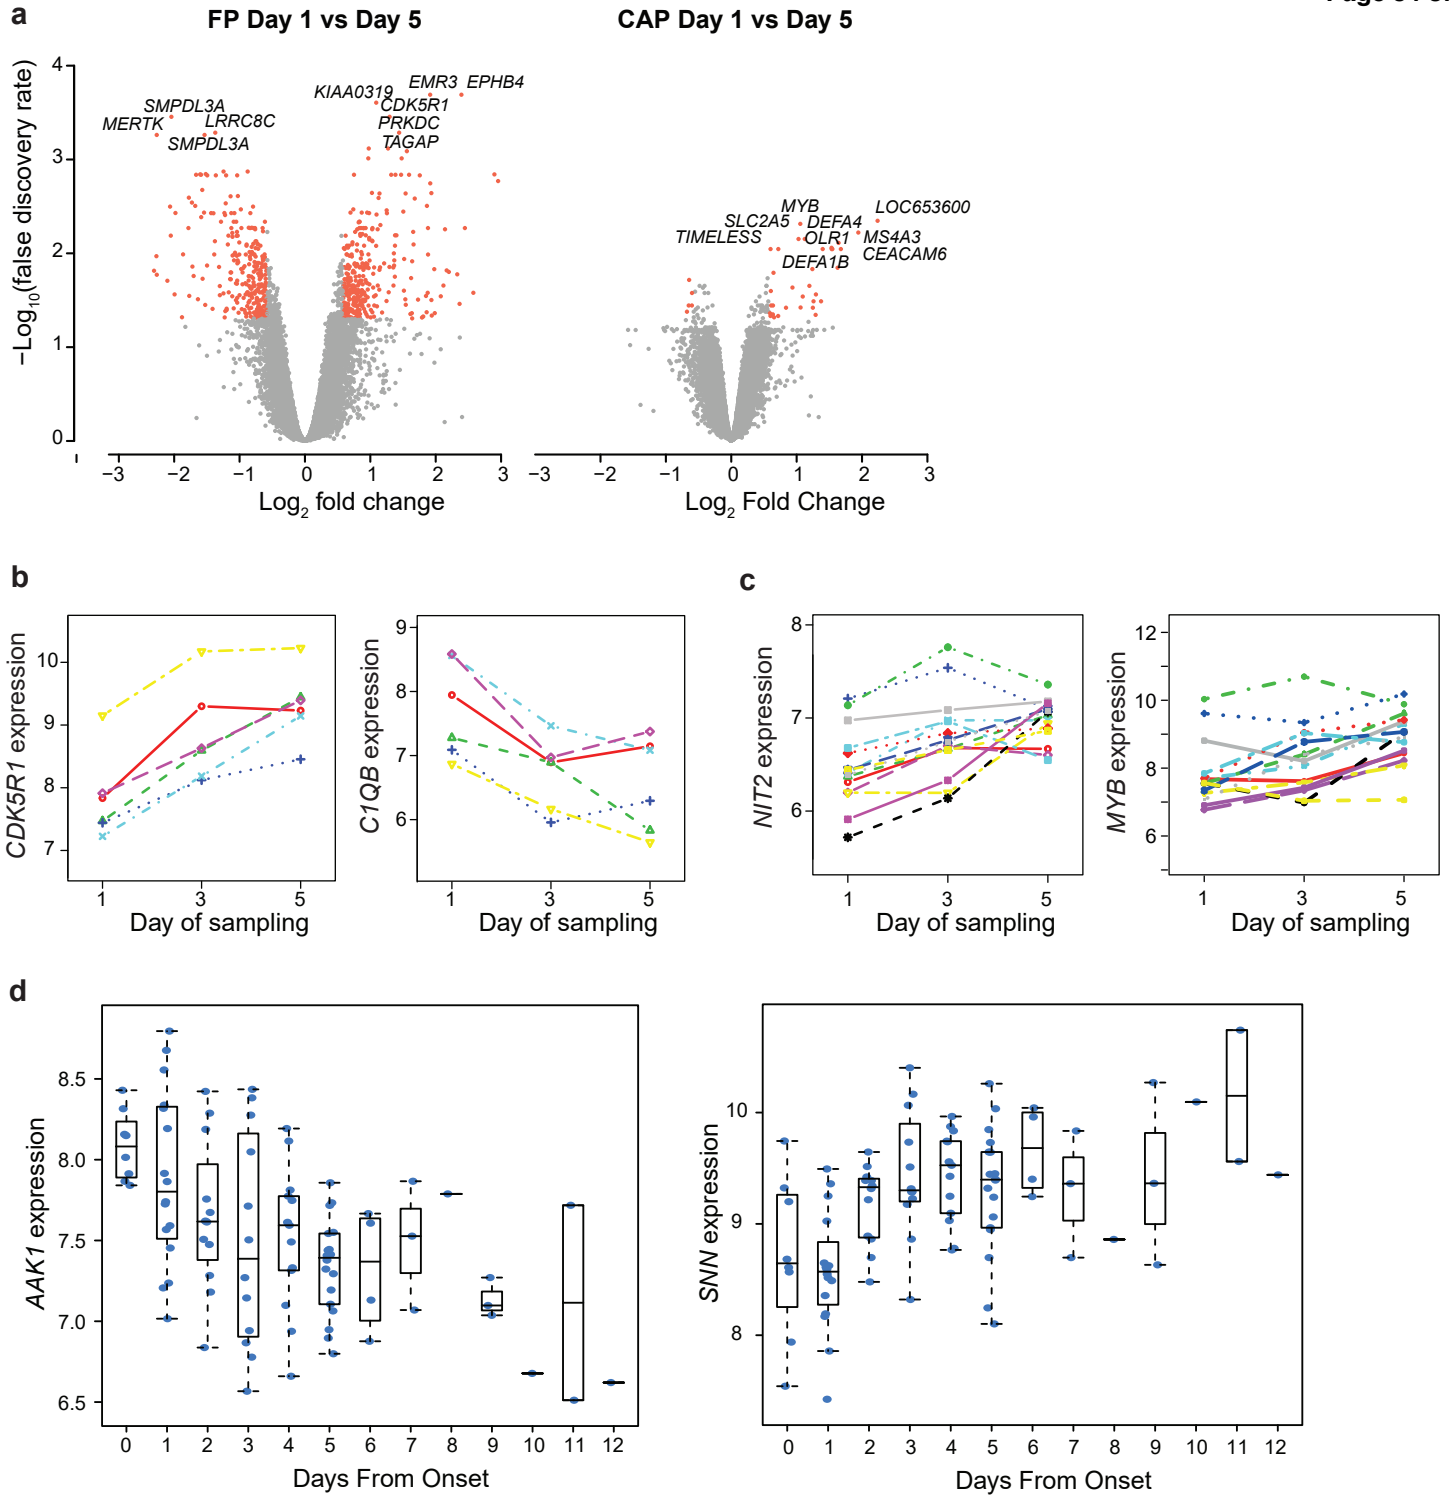 a
FP Day 1 vs Day 5
CAP Day 1 vs Day 5
−Log10(false discovery rate)
4
3
2
1
0
MERTK
SMPDL3A
LRRC8C
SMPDL3A
KIAA0319
EMR3
EPHB4
CDK5R1
PRKDC
TAGAP
MYB
LOC653600
SLC2A5
DEFA4
TIMELESS
OLR1
MS4A3
CEACAM6
DEFA1B
−3 −2 −1 0 1 2 3
Log2 fold change
−3 −2 −1 0 1 2 3
Log2 Fold Change
b
CDK5R1 expression
10
9
8
7
1 3 5
Day of sampling
C1QB expression
9
8
7
6
1 3 5
Day of sampling
c
NIT2 expression
8
7
6
1 3 5
Day of sampling
MYB expression
12
10
8
6
1 3 5
Day of sampling
d
AAK1 expression
8.5
8.0
7.5
7.0
6.5
0 1 2 3 4 5 6 7 8 9 10 11 12
Days From Onset
SNN expression
10
9
8
0 1 2 3 4 5 6 7 8 9 10 11 12
Days From Onset